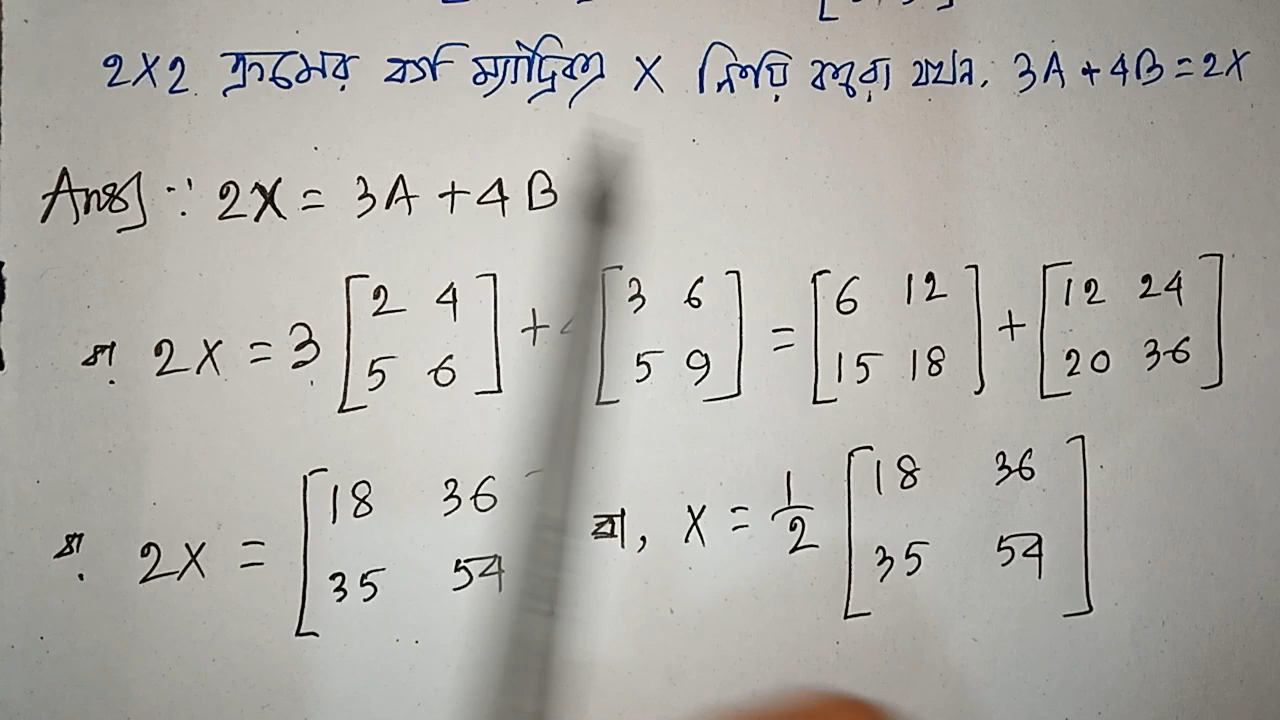 2×2 ক্রমের বর্গ ম্যাট্রিক্স X নির্ণয় করো যখন, 3A + 4B = 2X
Ans] ∵ 2X = 3A + 4B
বা, 2X = 3 [2 4 5 6] + [3 6 5 9] = [6 12 15 18] + [12 24 20 36]
বা, 2X = [18 36 35 54] বা, X = 1/2 [18 36 35 54]